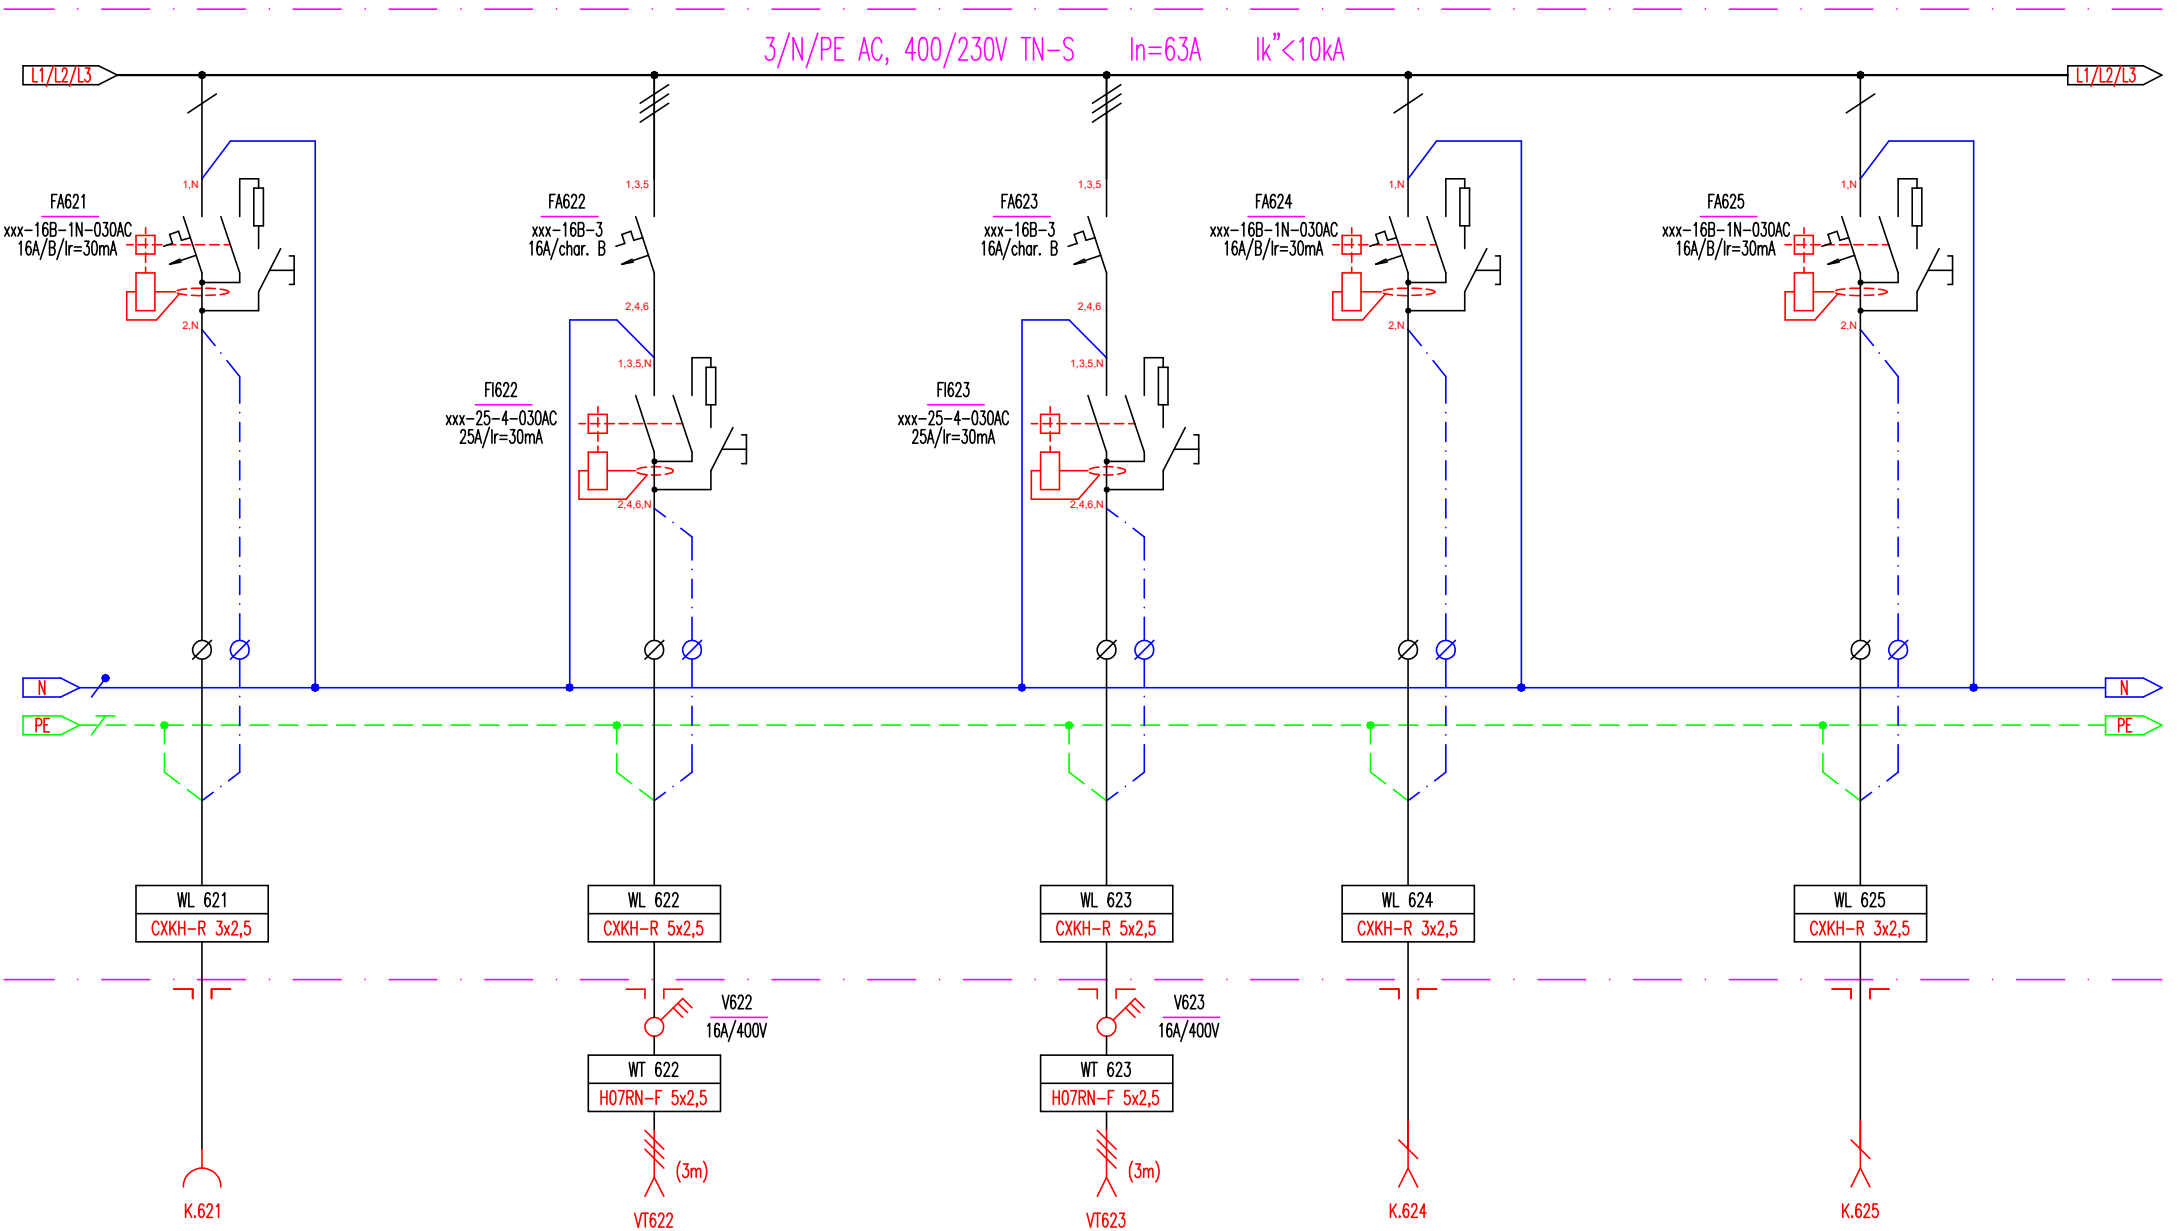 3/N/PE AC, 400/230V TN-S In=63A Ik"<10kA
L1/L2/L3
L1/L2/L3
1,N
FA621
xxx-16B-1N-030AC
16A/B/Ir=30mA
2,N
1,3,5
FA622
xxx-16B-3
16A/char. B
2,4,6
1,3,5,N
FI622
xxx-25-4-030AC
25A/Ir=30mA
2,4,6,N
1,3,5
FA623
xxx-16B-3
16A/char. B
2,4,6
1,3,5,N
FI623
xxx-25-4-030AC
25A/Ir=30mA
2,4,6,N
1,N
FA624
xxx-16B-1N-030AC
16A/B/Ir=30mA
2,N
1,N
FA625
xxx-16B-1N-030AC
16A/B/Ir=30mA
2,N
N
N
PE
PE
WL 621
CXKH-R 3x2,5
WL 622
CXKH-R 5x2,5
WL 623
CXKH-R 5x2,5
WL 624
CXKH-R 3x2,5
WL 625
CXKH-R 3x2,5
V622
16A/400V
V623
16A/400V
WT 622
H07RN-F 5x2,5
WT 623
H07RN-F 5x2,5
(3m)
(3m)
K.621
VT622
VT623
K.624
K.625